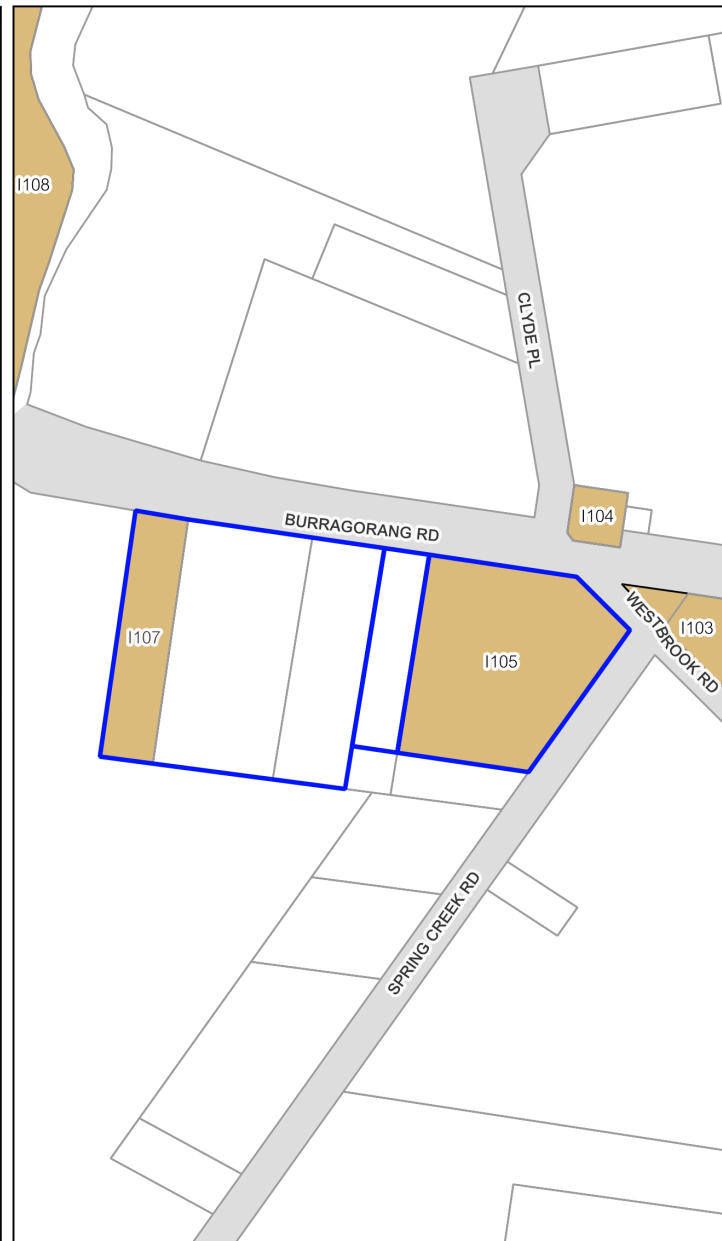 I108
CLYDE PL
I104
BURRAGORANG RD
WESTBROOK RD
I103
I107
I105
SPRING CREEK RD